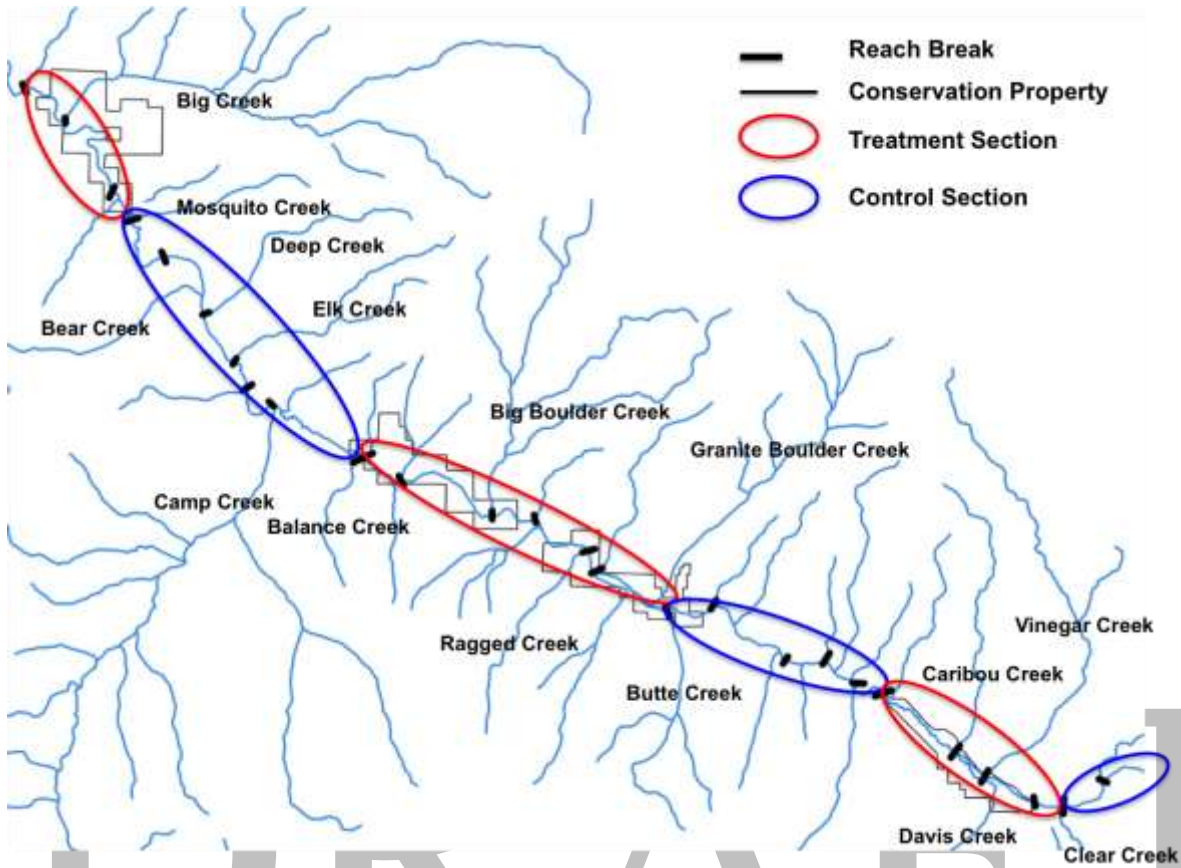 Reach Break
Conservation Property
Treatment Section
Control Section
Big Creek
Mosquito Creek
Deep Creek
Elk Creek
Bear Creek
Big Boulder Creek
Granite Boulder Creek
Camp Creek
Balance Creek
Ragged Creek
Butte Creek
Vinegar Creek
Caribou Creek
Davis Creek
Clear Creek